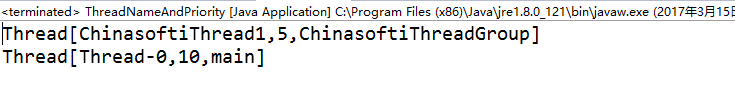 <terminated> ThreadNameAndPriority [Java Application] C:\Program Files (x86)\Java\jre1.8.0_121\bin\javaw.exe (2017年3月15日
Thread[ChinasoftiThread1,5,ChinasoftiThreadGroup]
Thread[Thread-0,10,main]